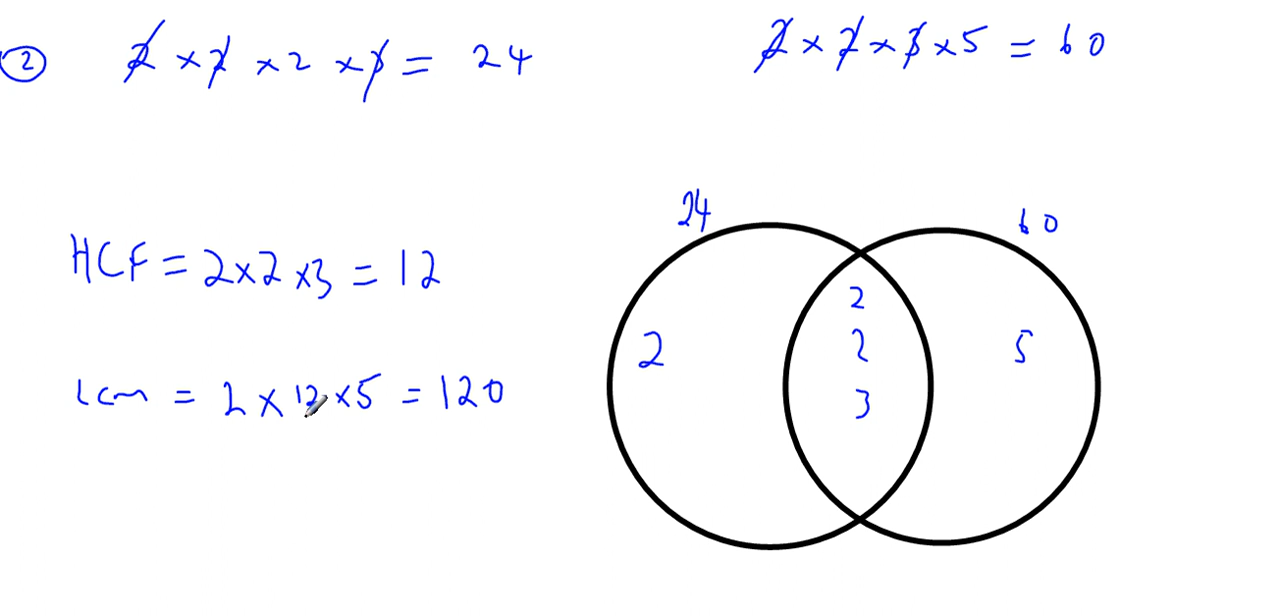 ② 2 × 2 × 2 × 3 = 24
2 × 2 × 3 × 5 = 60
HCF = 2×2×3 = 12
LCM = 2 × 12 × 5 = 120
24
60
2
2
2
3
5